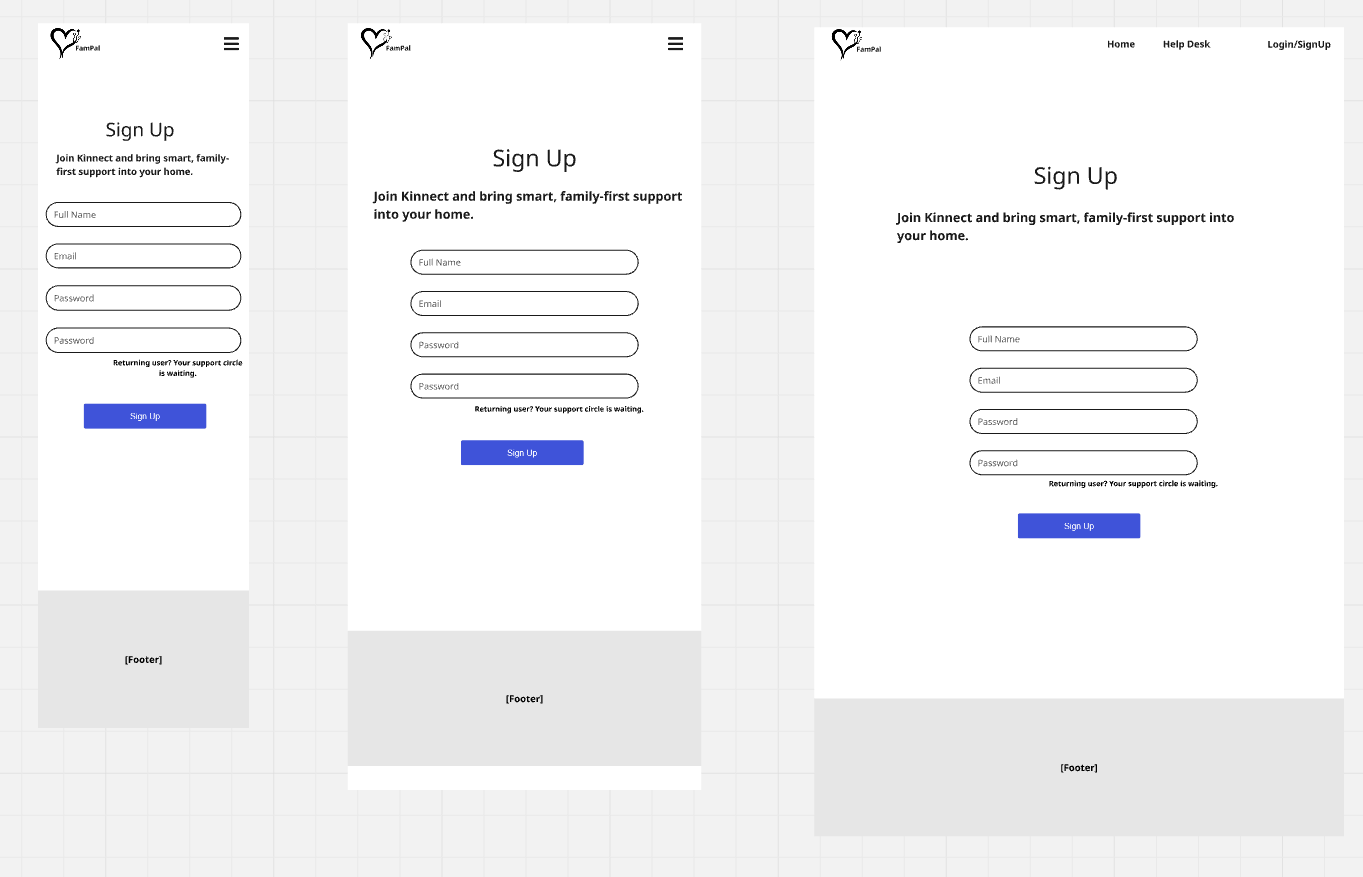 FamPal
Sign Up
Join Kinnect and bring smart, family-
first support into your home.
Full Name
Email
Password
Password
Returning user? Your support circle
is waiting.
Sign Up
[Footer]
FamPal
Sign Up
Join Kinnect and bring smart, family-first support
into your home.
Full Name
Email
Password
Password
Returning user? Your support circle is waiting.
Sign Up
[Footer]
FamPal
Home
Help Desk
Login/SignUp
Sign Up
Join Kinnect and bring smart, family-first support into
your home.
Full Name
Email
Password
Password
Returning user? Your support circle is waiting.
Sign Up
[Footer]